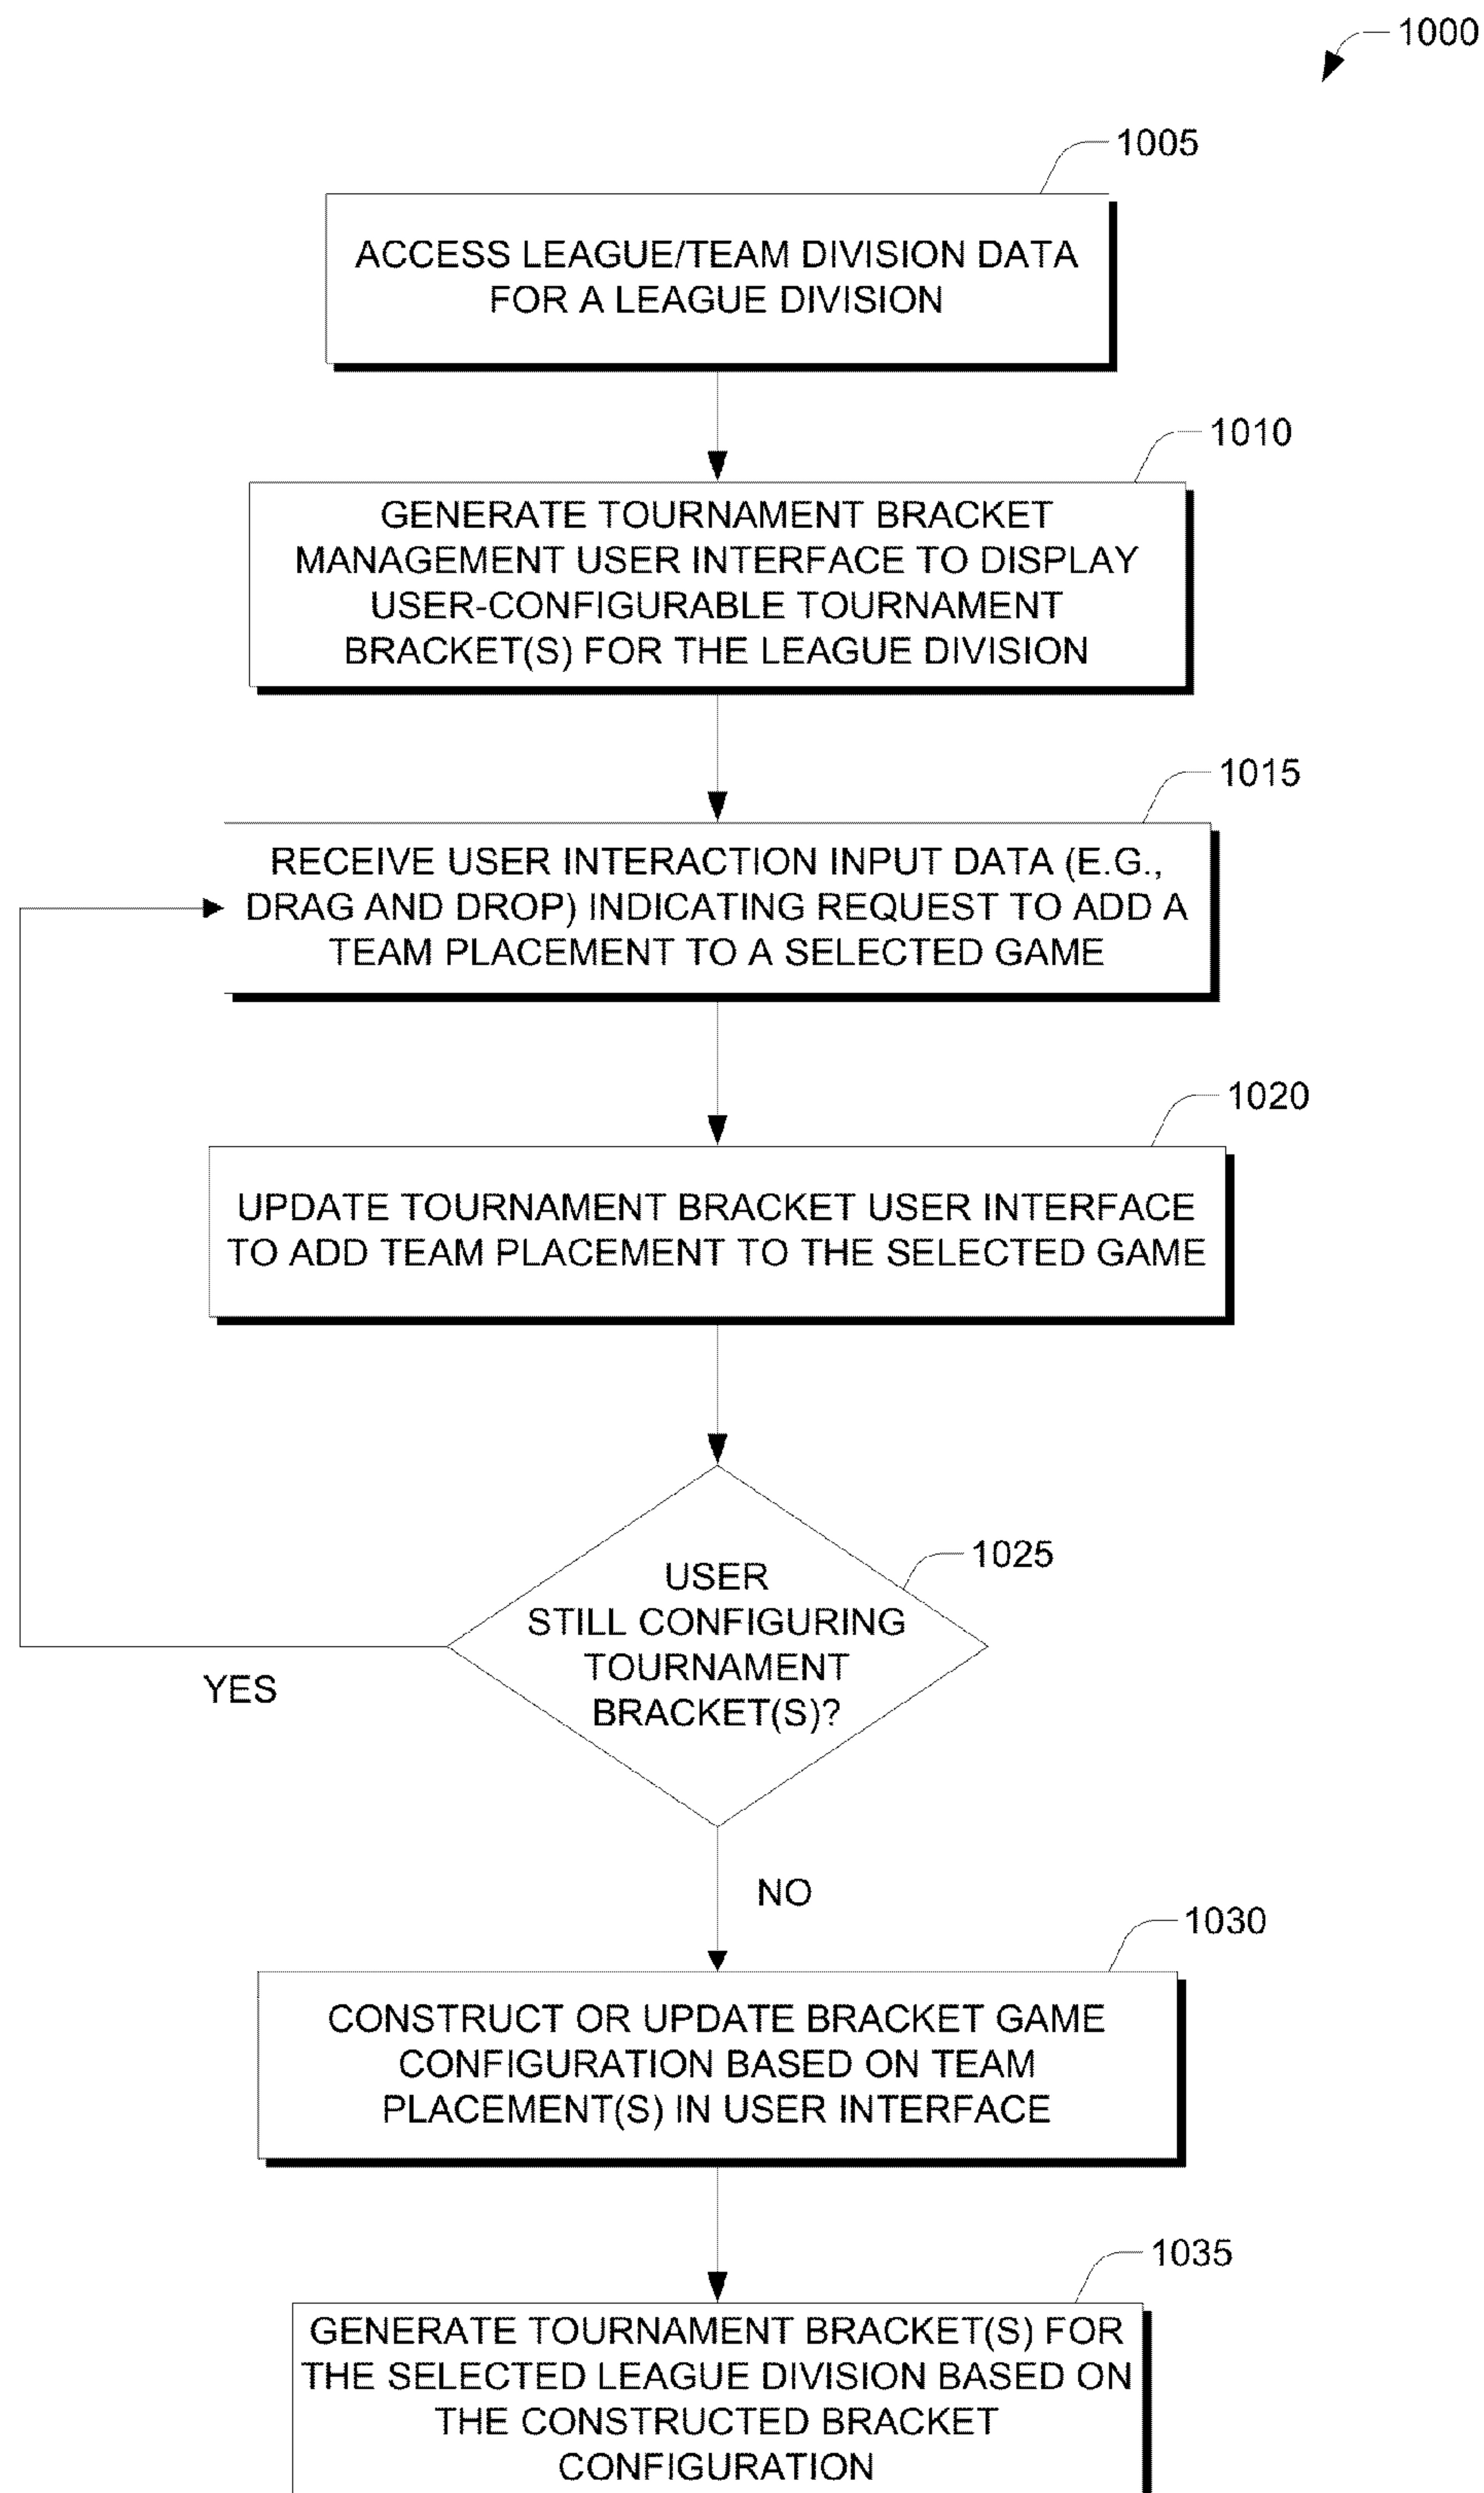 1000
1005
ACCESS LEAGUE/TEAM DIVISION DATA
FOR A LEAGUE DIVISION
1010
GENERATE TOURNAMENT BRACKET
MANAGEMENT USER INTERFACE TO DISPLAY
USER-CONFIGURABLE TOURNAMENT
BRACKET(S) FOR THE LEAGUE DIVISION
1015
RECEIVE USER INTERACTION INPUT DATA (E.G.,
DRAG AND DROP) INDICATING REQUEST TO ADD A
TEAM PLACEMENT TO A SELECTED GAME
1020
UPDATE TOURNAMENT BRACKET USER INTERFACE
TO ADD TEAM PLACEMENT TO THE SELECTED GAME
1025
USER
STILL CONFIGURING
TOURNAMENT
BRACKET(S)?
YES
NO
1030
CONSTRUCT OR UPDATE BRACKET GAME
CONFIGURATION BASED ON TEAM
PLACEMENT(S) IN USER INTERFACE
1035
GENERATE TOURNAMENT BRACKET(S) FOR
THE SELECTED LEAGUE DIVISION BASED ON
THE CONSTRUCTED BRACKET
CONFIGURATION